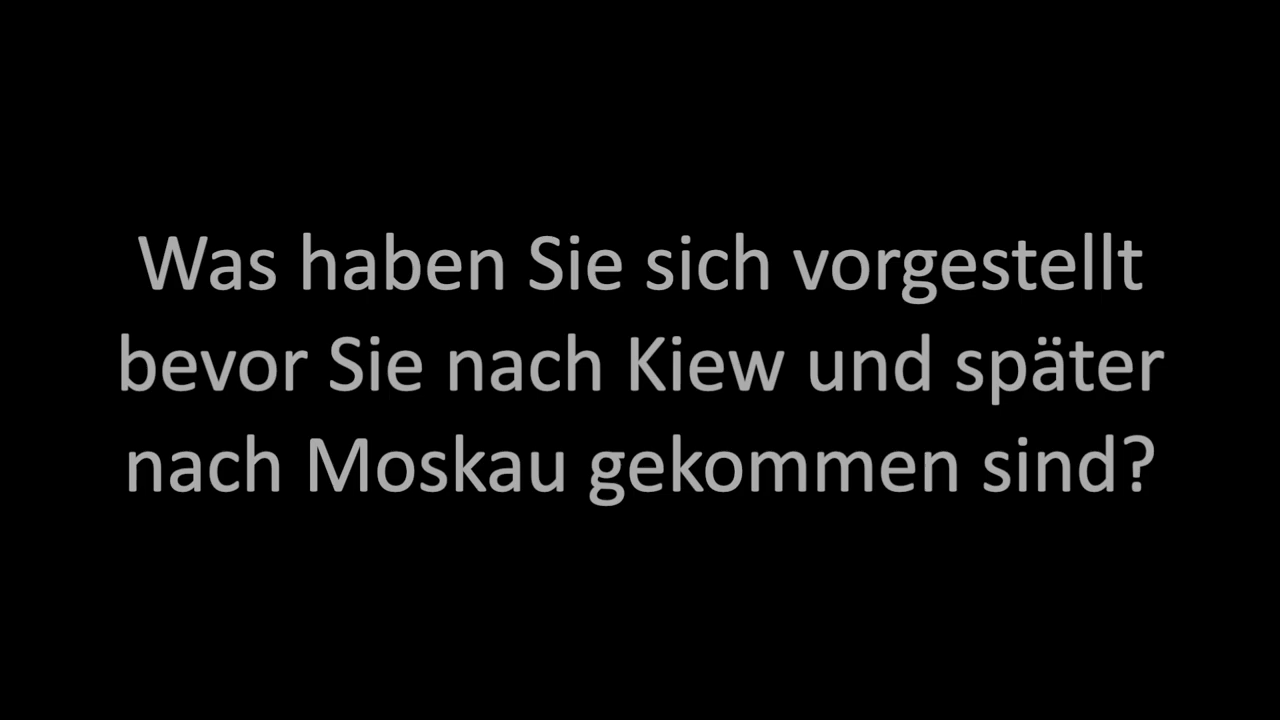 Was haben Sie sich vorgestellt
bevor Sie nach Kiew und später
nach Moskau gekommen sind?